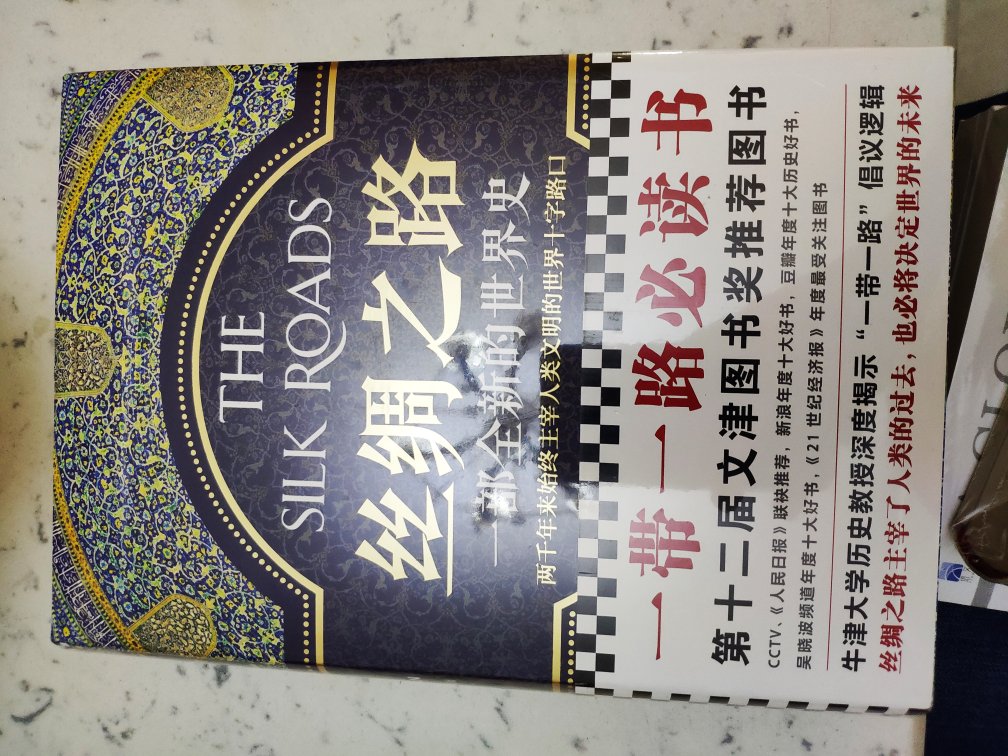 THE
SILK ROADS
丝绸之路
一部全新的世界史
两千年来始终主宰人类文明的世界十字路口
一带一路必读书
第十二届文津图书奖推荐图书
CCTV、《人民日报》联袂推荐，新浪年度十大好书，豆瓣年度十大历史好书，
吴晓波频道年度十大好书，《21世纪经济报》年度最受关注图书
牛津大学历史教授深度揭示“一带一路”倡议逻辑
丝绸之路主宰了人类的过去，也必将决定世界的未来